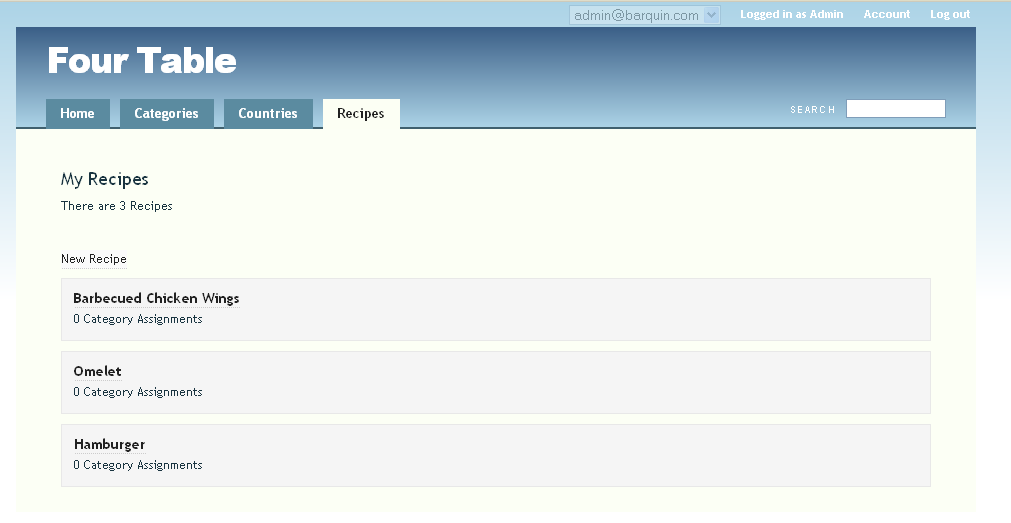 admin@barquin.com Logged in as Admin Account Log out
Four Table
Home Categories Countries Recipes SEARCH
My Recipes
There are 3 Recipes
New Recipe
Barbecued Chicken Wings
0 Category Assignments
Omelet
0 Category Assignments
Hamburger
0 Category Assignments